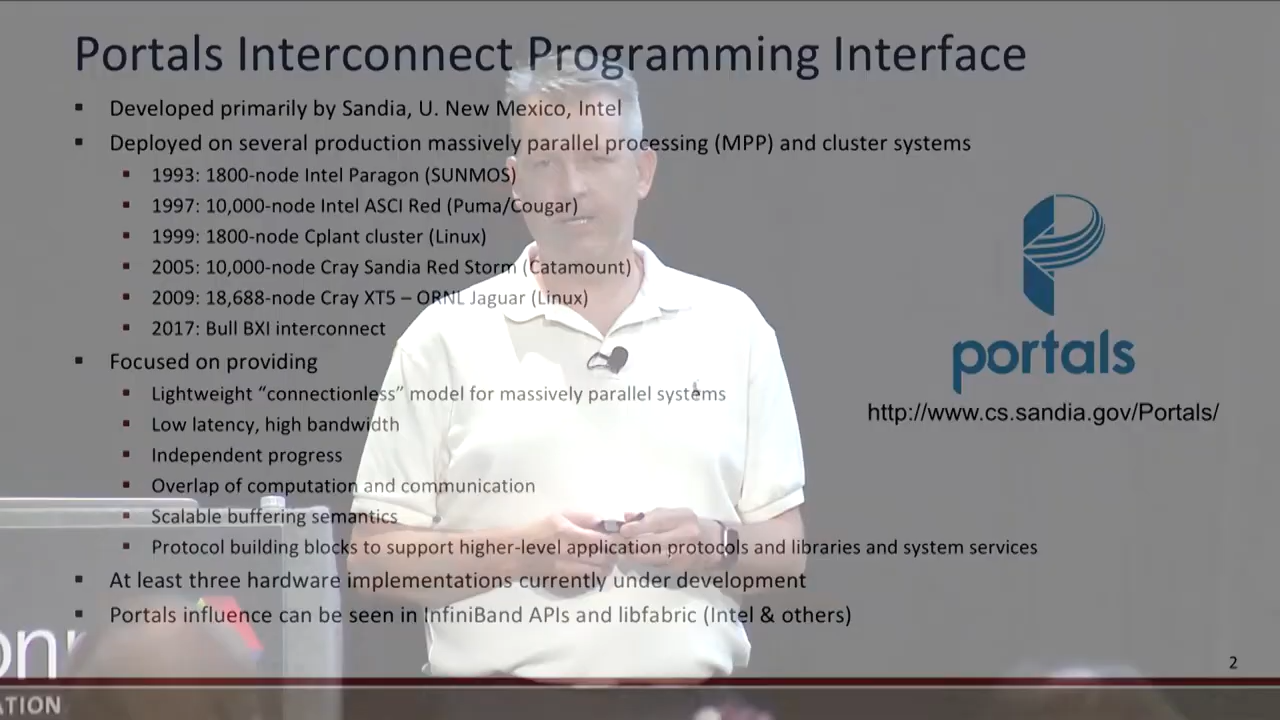 Portals Interconnect Programming Interface
▪ Developed primarily by Sandia, U. New Mexico, Intel
▪ Deployed on several production massively parallel processing (MPP) and cluster systems
▪ 1993: 1800-node Intel Paragon (SUNMOS)
▪ 1997: 10,000-node Intel ASCI Red (Puma/Cougar)
▪ 1999: 1800-node Cplant cluster (Linux)
▪ 2005: 10,000-node Cray Sandia Red Storm (Catamount)
▪ 2009: 18,688-node Cray XT5 – ORNL Jaguar (Linux)
▪ 2017: Bull BXI interconnect
▪ Focused on providing
▪ Lightweight “connectionless” model for massively parallel systems
▪ Low latency, high bandwidth
▪ Independent progress
▪ Overlap of computation and communication
▪ Scalable buffering semantics
▪ Protocol building blocks to support higher-level application protocols and libraries and system services
▪ At least three hardware implementations currently under development
▪ Portals influence can be seen in InfiniBand APIs and libfabric (Intel & others)
portals
http://www.cs.sandia.gov/Portals/
2